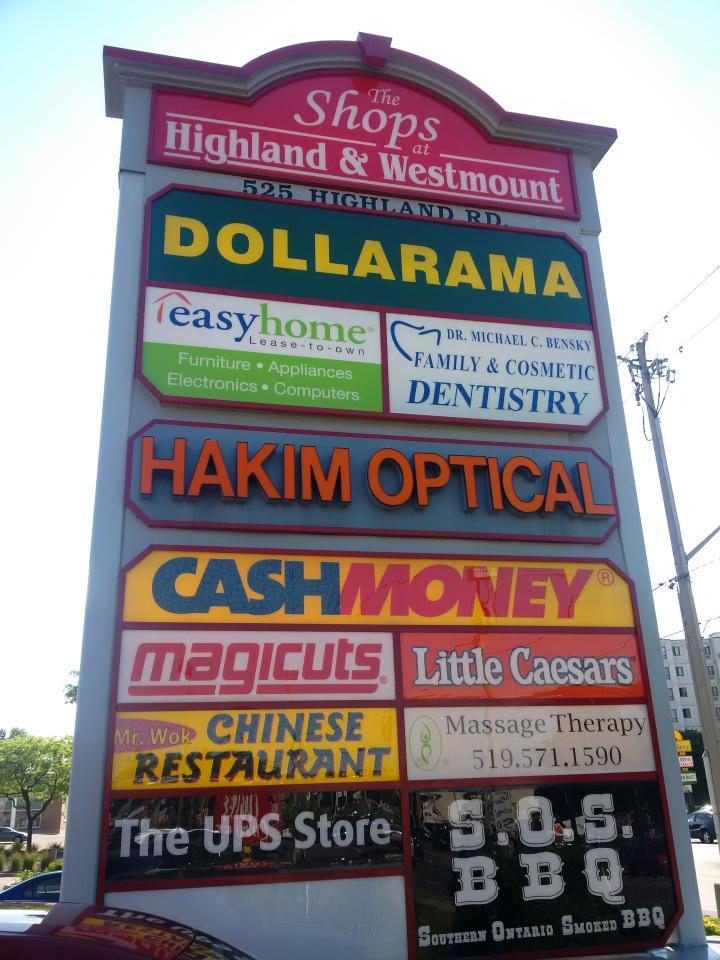 The
Shops
at
Highland & Westmount
525 HIGHLAND RD.
DOLLARAMA
easyhome®
Lease-to-own
Furniture • Appliances
Electronics • Computers
DR. MICHAEL C. BENSKY
FAMILY & COSMETIC
DENTISTRY
HAKIM OPTICAL
CASHMONEY®
magicuts®
Little Caesars
Mr. Wok CHINESE
RESTAURANT
Massage Therapy
519.571.1590
The UPS Store
S.O.S.
BBQ
SOUTHERN ONTARIO SMOKED BBQ